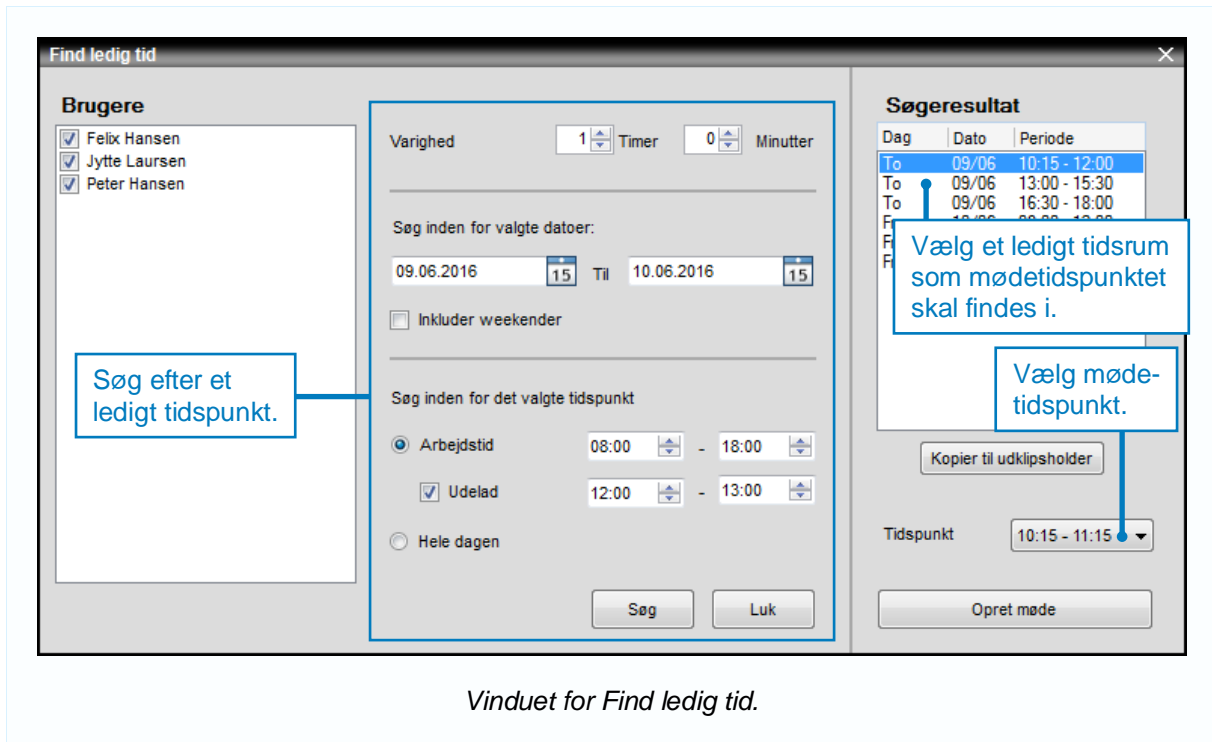 Find ledig tid
Brugere
Felix Hansen
Jytte Laursen
Peter Hansen
Varighed 1 Timer 0 Minutter
Søg inden for valgte datoer:
09.06.2016 15 Til 10.06.2016 15
Inkluder weekender
Søg efter et
ledigt tidspunkt.
Søg inden for det valgte tidspunkt
Arbejdstid 08:00 - 18:00
Udelad 12:00 - 13:00
Hele dagen
Søg Luk
Søgeresultat
Dag Dato Periode
To 09/06 10:15 - 12:00
To 09/06 13:00 - 15:30
To 09/06 16:30 - 18:00
Vælg et ledigt tidsrum
som mødetidspunktet
skal findes i.
Vælg møde-
tidspunkt.
Kopier til udklipsholder
Tidspunkt 10:15 - 11:15
Opret møde
Vinduet for Find ledig tid.